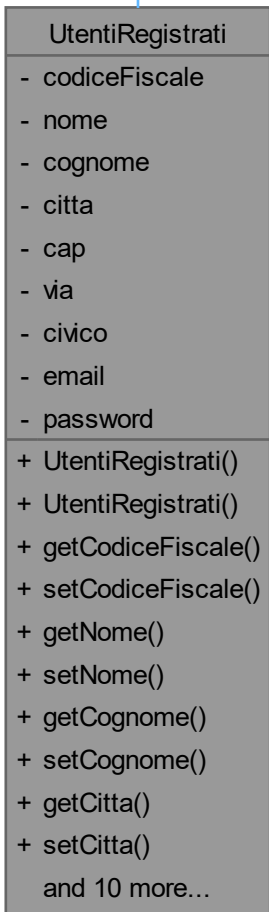 UtentiRegistrati
- codiceFiscale
- nome
- cognome
- citta
- cap
- via
- civico
- email
- password
+ UtentiRegistrati()
+ UtentiRegistrati()
+ getCodiceFiscale()
+ setCodiceFiscale()
+ getNome()
+ setNome()
+ getCognome()
+ setCognome()
+ getCitta()
+ setCitta()
and 10 more...